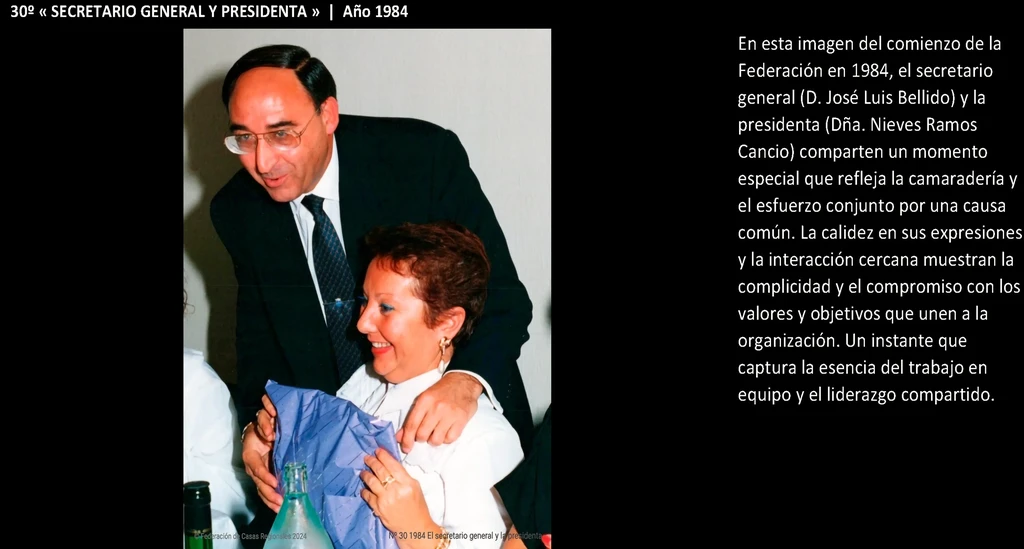 30º « SECRETARIO GENERAL Y PRESIDENTA » | Año 1984
En esta imagen del comienzo de la
Federación en 1984, el secretario
general (D. José Luis Bellido) y la
presidenta (Dña. Nieves Ramos
Cancio) comparten un momento
especial que refleja la camaradería y
el esfuerzo conjunto por una causa
común. La calidez en sus expresiones
y la interacción cercana muestran la
complicidad y el compromiso con los
valores y objetivos que unen a la
organización. Un instante que
captura la esencia del trabajo en
equipo y el liderazgo compartido.
©Federación de Casas Regionales 2024
Nº 30 1984 El secretario general y la presidenta